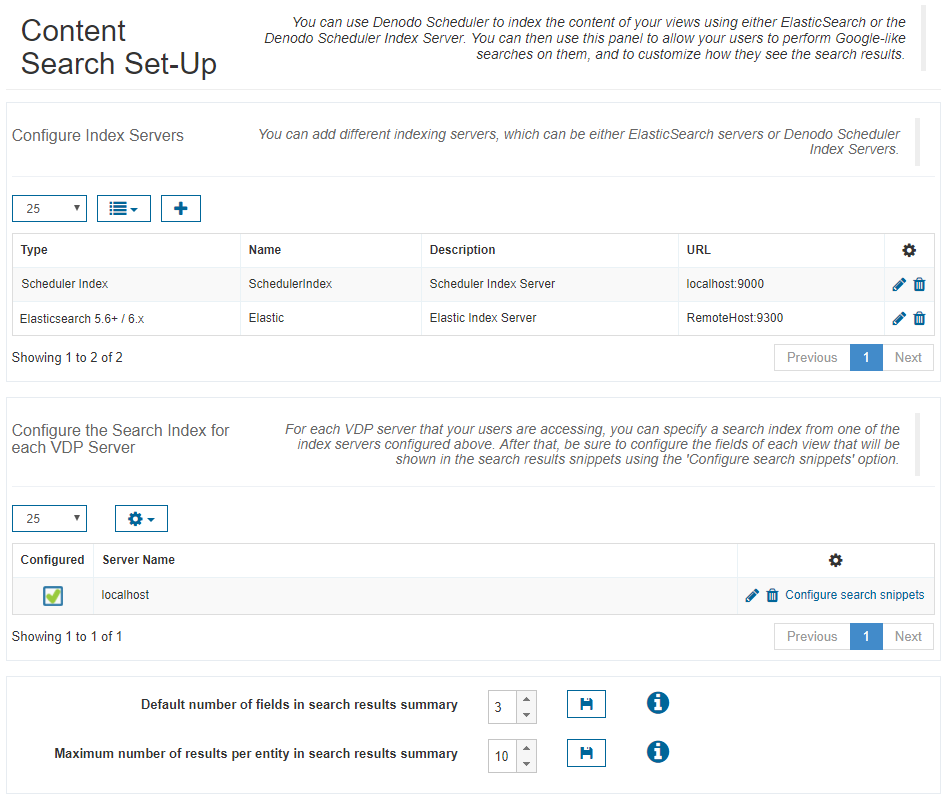 Content
Search Set-Up
You can use Denodo Scheduler to index the content of your views using either ElasticSearch or the
Denodo Scheduler Index Server. You can then use this panel to allow your users to perform Google-like
searches on them, and to customize how they see the search results.
Configure Index Servers
You can add different indexing servers, which can be either ElasticSearch servers or Denodo Scheduler
Index Servers.
25
Type Name Description URL
Scheduler Index SchedulerIndex Scheduler Index Server localhost:9000
Elasticsearch 5.6+ / 6.x Elastic Elastic Index Server RemoteHost:9300
Showing 1 to 2 of 2
Previous 1 Next
Configure the Search Index for
each VDP Server
For each VDP server that your users are accessing, you can specify a search index from one of the
index servers configured above. After that, be sure to configure the fields of each view that will be
shown in the search results snippets using the 'Configure search snippets' option.
25
Configured Server Name
localhost Configure search snippets
Showing 1 to 1 of 1
Previous 1 Next
Default number of fields in search results summary 3
Maximum number of results per entity in search results summary 10